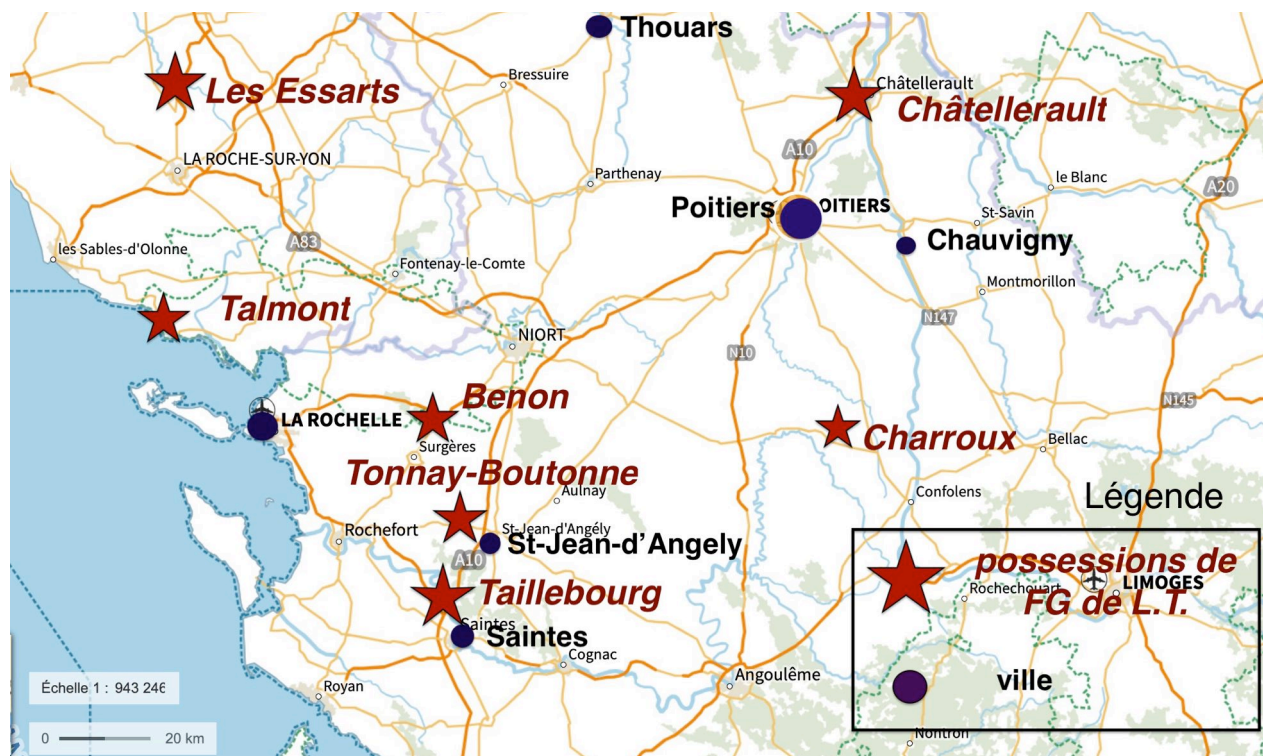 Thouars
Bressuire
Les Essarts
Châtellerault
Châtellerault
LA ROCHE-SUR-YON
A10
Parthenay
le Blanc
A20
Poitiers
OITIERS
St-Savin
Chauvigny
A83
les Sables-d'Olonne
Fontenay-le-Comte
Montmorillon
Talmont
N147
NIORT
N10
Benon
N145
LA ROCHELLE
Surgères
Charroux
Bellac
Tonnay-Boutonne
Aulnay
Confolens
Légende
Rochefort
St-Jean-d'Angély
St-Jean-d’Angely
A10
possessions de
FG de L.T.
LIMOGES
Rochechouart
Taillebourg
Saintes
Saintes
Cognac
Angoulême
ville
Échelle 1 : 943 246
Royan
0
20 km
Nontron